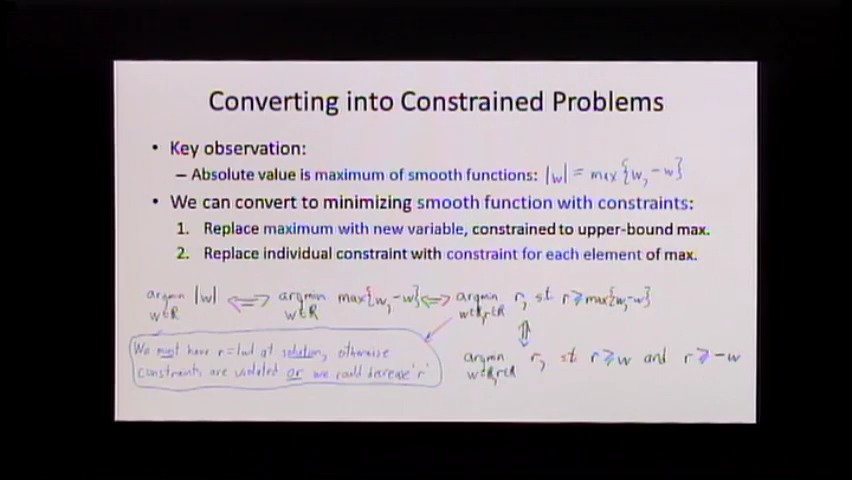 Converting into Constrained Problems
• Key observation:
– Absolute value is maximum of smooth functions: |w| = max{w, -w}
• We can convert to minimizing smooth function with constraints:
1. Replace maximum with new variable, constrained to upper-bound max.
2. Replace individual constraint with constraint for each element of max.
argmin |w| ⟺ argmin max{w, -w} ⟺ argmin r, st r ≥ max{w, -w}
w∈ℝ w∈ℝ w∈ℝ, r∈ℝ
⇕
We must have r = |w| at solution, otherwise
constraints are violated or we could decrease 'r'
argmin r, st r ≥ w and r ≥ -w
w∈ℝ, r∈ℝ